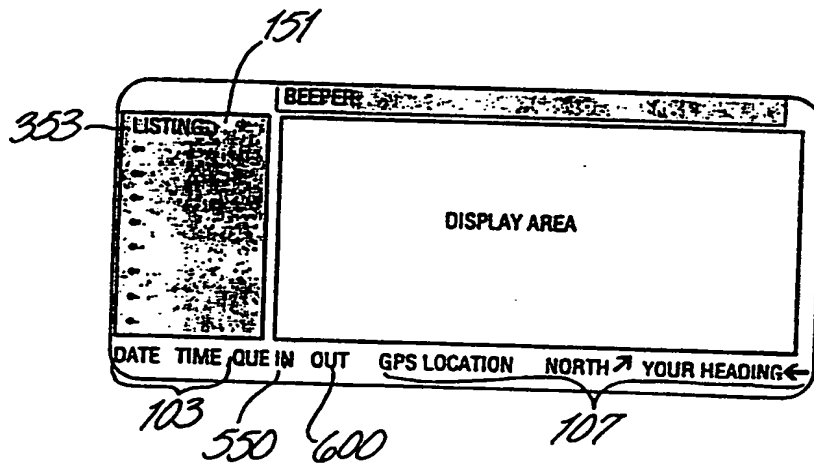 151
BEEPER:
353
LISTING
DISPLAY AREA
DATE TIME QUE IN OUT GPS LOCATION NORTH ↗ YOUR HEADING ←
103
550
600
107